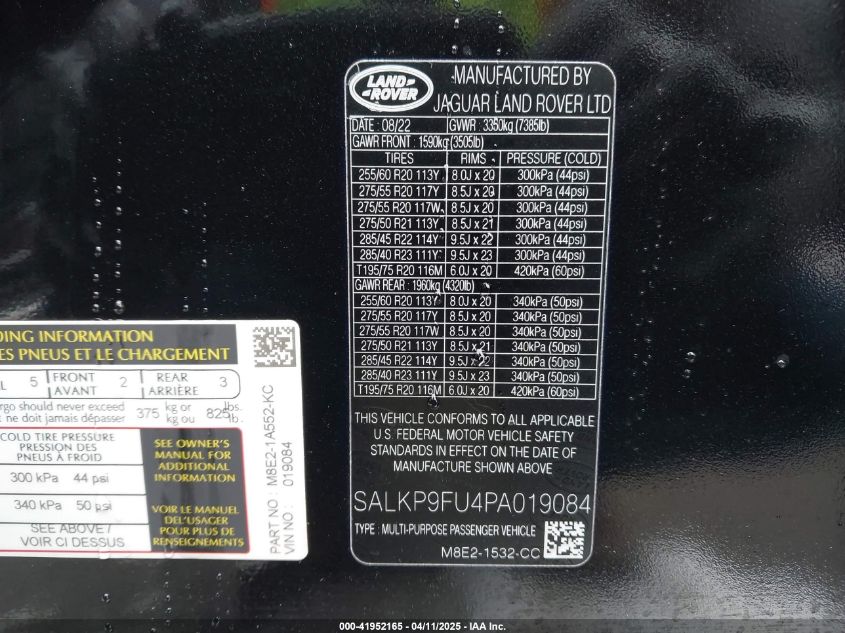 LAND-
-ROVER
MANUFACTURED BY
JAGUAR LAND ROVER LTD
DATE : 08/22 GVWR : 3350kg (7385lb)
GAWR FRONT : 1590kg (3505lb)
TIRES RIMS PRESSURE (COLD)
255/60 R20 113Y 8.0J x 20 300kPa (44psi)
275/55 R20 117Y 8.5J x 20 300kPa (44psi)
275/55 R20 117W 8.5J x 20 300kPa (44psi)
275/50 R21 113Y 8.5J x 21 300kPa (44psi)
285/45 R22 114Y 9.5J x 22 300kPa (44psi)
285/40 R23 111Y 9.5J x 23 300kPa (44psi)
T195/75 R20 116M 6.0J x 20 420kPa (60psi)
GAWR REAR : 1960kg (4320lb)
255/60 R20 113Y 8.0J x 20 340kPa (50psi)
275/55 R20 117Y 8.5J x 20 340kPa (50psi)
275/55 R20 117W 8.5J x 20 340kPa (50psi)
275/50 R21 113Y 8.5J x 21 340kPa (50psi)
285/45 R22 114Y 9.5J x 22 340kPa (50psi)
285/40 R23 111Y 9.5J x 23 340kPa (50psi)
T195/75 R20 116M 6.0J x 20 420kPa (60psi)
THIS VEHICLE CONFORMS TO ALL APPLICABLE
U.S. FEDERAL MOTOR VEHICLE SAFETY
STANDARDS IN EFFECT ON THE DATE OF
MANUFACTURE SHOWN ABOVE
SALKP9FU4PA019084
TYPE : MULTI-PURPOSE PASSENGER VEHICLE
M8E2-1532-CC
INFORMATION
ES PNEUS ET LE CHARGEMENT
5 FRONT 2 REAR 3
AVANT ARRIÈRE
should never exceed 375 kg or 825 lbs.
ne doit jamais dépasser kg ou lb.
COLD TIRE PRESSURE
PRESSION DES
PNEUS À FROID
300 kPa 44 psi
340 kPa 50 psi
SEE ABOVE /
VOIR CI DESSUS
SEE OWNER'S
MANUAL FOR
ADDITIONAL
INFORMATION
VOIR LE MANUEL
DEL'USAGER
POUR PLUS DE
RENSEIGNEMENTS
PART NO : M8E2-1A552-KC
VIN NO : 019084
000-41952165 - 04/11/2025 - IAA Inc.